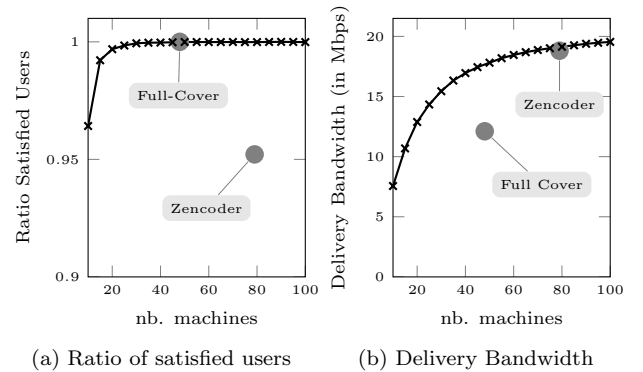 Ratio Satisfied Users
1
0.95
0.9
Full-Cover
Zencoder
20 40 60 80 100
nb. machines
(a) Ratio of satisfied users
Delivery Bandwidth (in Mbps)
20
15
10
5
0
Zencoder
Full Cover
20 40 60 80 100
nb. machines
(b) Delivery Bandwidth